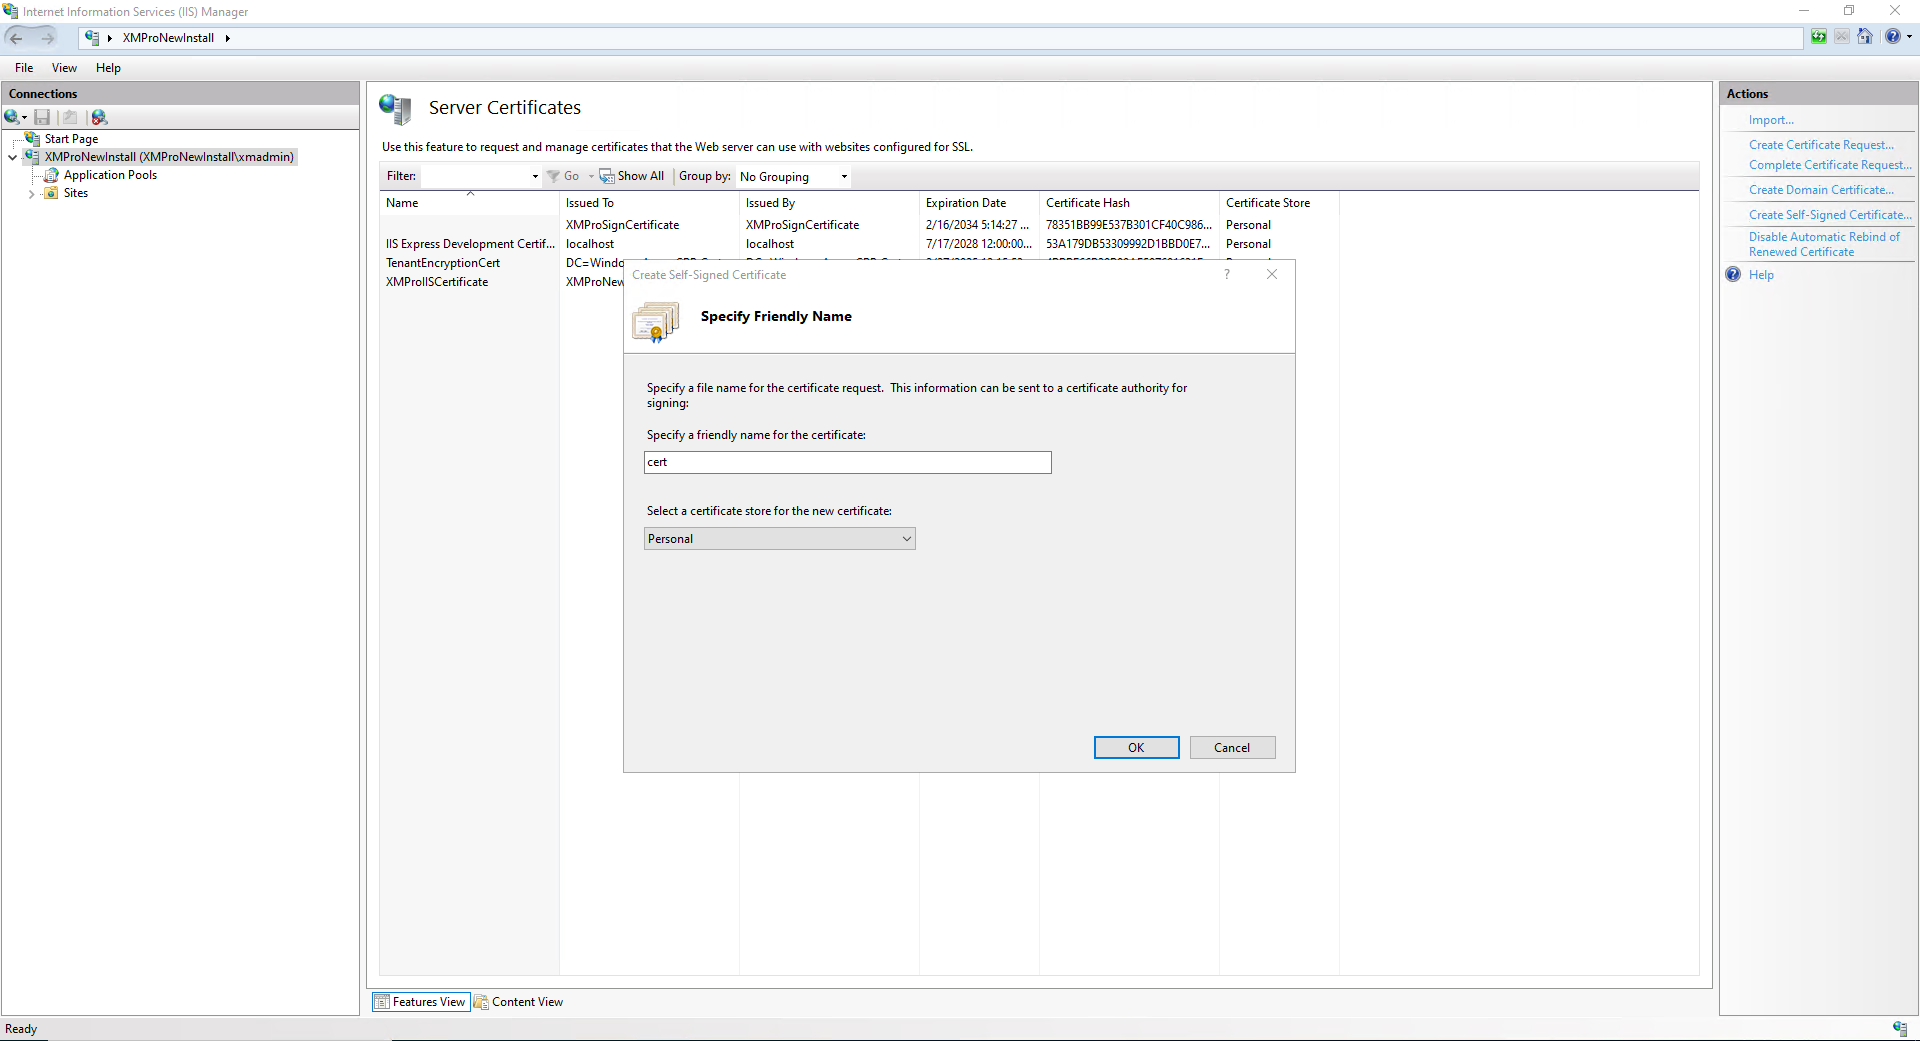 Internet Information Services (IIS) Manager
XMProNewInstall
File View Help
Connections
Start Page
XMProNewInstall (XMProNewInstall\xmadmin)
Application Pools
Sites
Server Certificates
Use this feature to request and manage certificates that the Web server can use with websites configured for SSL.
Filter: Go Show All Group by: No Grouping
Name Issued To Issued By Expiration Date Certificate Hash Certificate Store
XMProSignCertificate XMProSignCertificate 2/16/2034 5:14:27 ... 78351BB99E537B301CF40C986... Personal
IIS Express Development Certif... localhost localhost 7/17/2028 12:00:00... 53A179DB53309992D1BBD0E7... Personal
TenantEncryptionCert DC=Windo
XMProIISCertificate XMProNew
Create Self-Signed Certificate ?
Specify Friendly Name
Specify a file name for the certificate request. This information can be sent to a certificate authority for
signing:
Specify a friendly name for the certificate:
cert
Select a certificate store for the new certificate:
Personal
OK Cancel
Features View Content View
Actions
Import...
Create Certificate Request...
Complete Certificate Request...
Create Domain Certificate...
Create Self-Signed Certificate...
Disable Automatic Rebind of
Renewed Certificate
Help
Ready